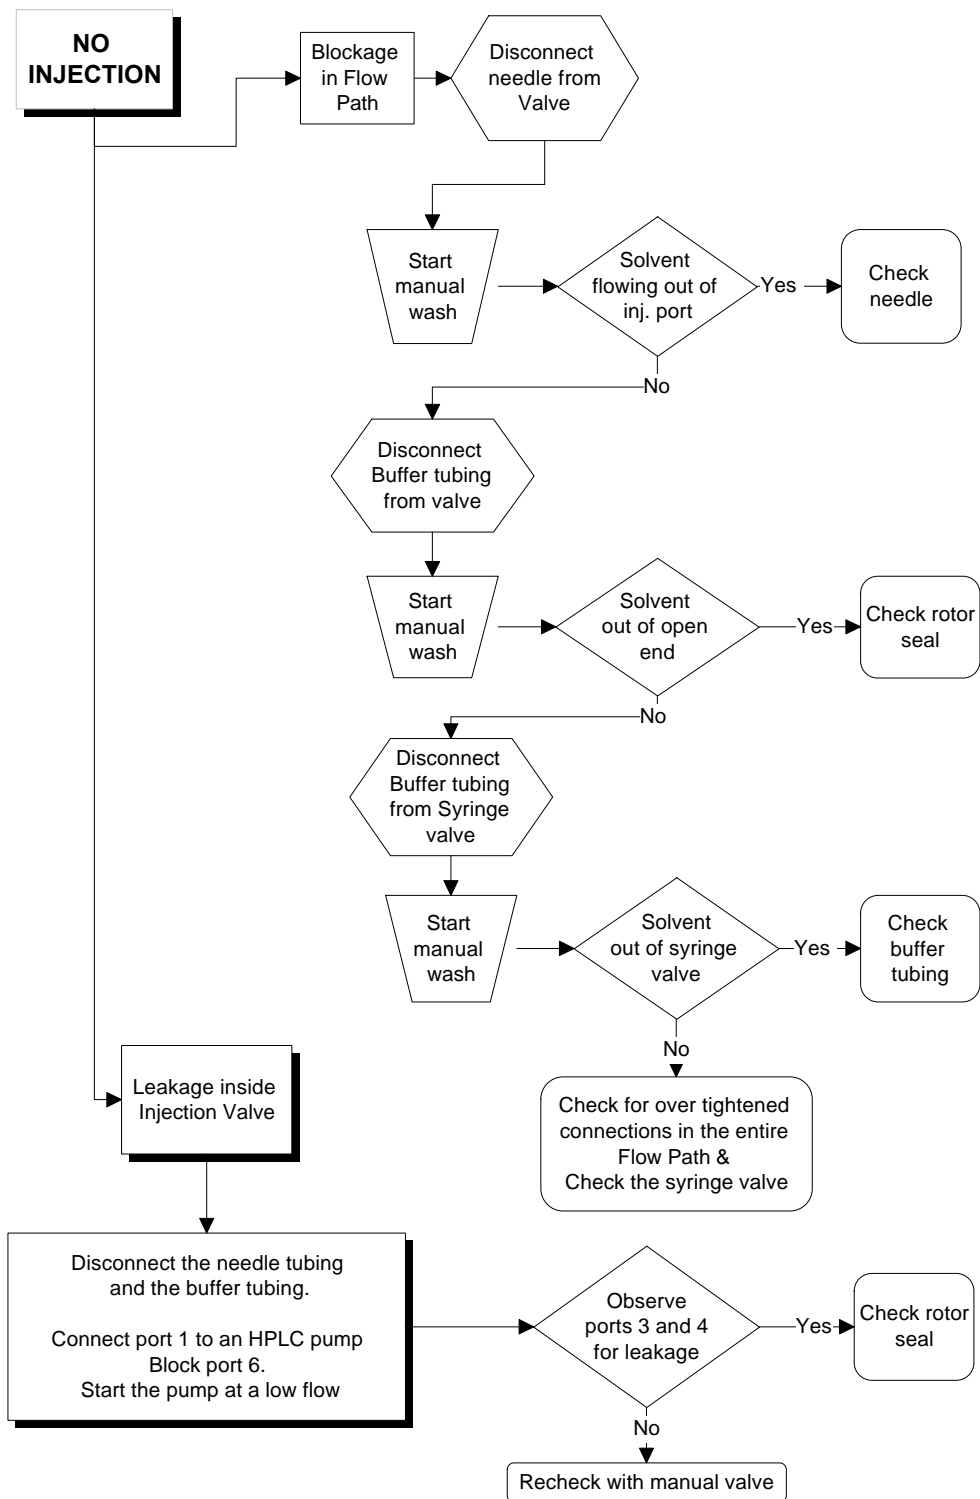 NO
INJECTION
Blockage
in Flow
Path
Disconnect
needle from
Valve
Start
manual
wash
Solvent
flowing out of
inj. port
Yes
Check
needle
No
Disconnect
Buffer tubing
from valve
Start
manual
wash
Solvent
out of open
end
Yes
Check rotor
seal
No
Disconnect
Buffer tubing
from Syringe
valve
Start
manual
wash
Solvent
out of syringe
valve
Yes
Check
buffer
tubing
No
Check for over tightened
connections in the entire
Flow Path &
Check the syringe valve
Leakage inside
Injection Valve
Disconnect the needle tubing
and the buffer tubing.
Connect port 1 to an HPLC pump
Block port 6.
Start the pump at a low flow
Observe
ports 3 and 4
for leakage
Yes
Check rotor
seal
No
Recheck with manual valve